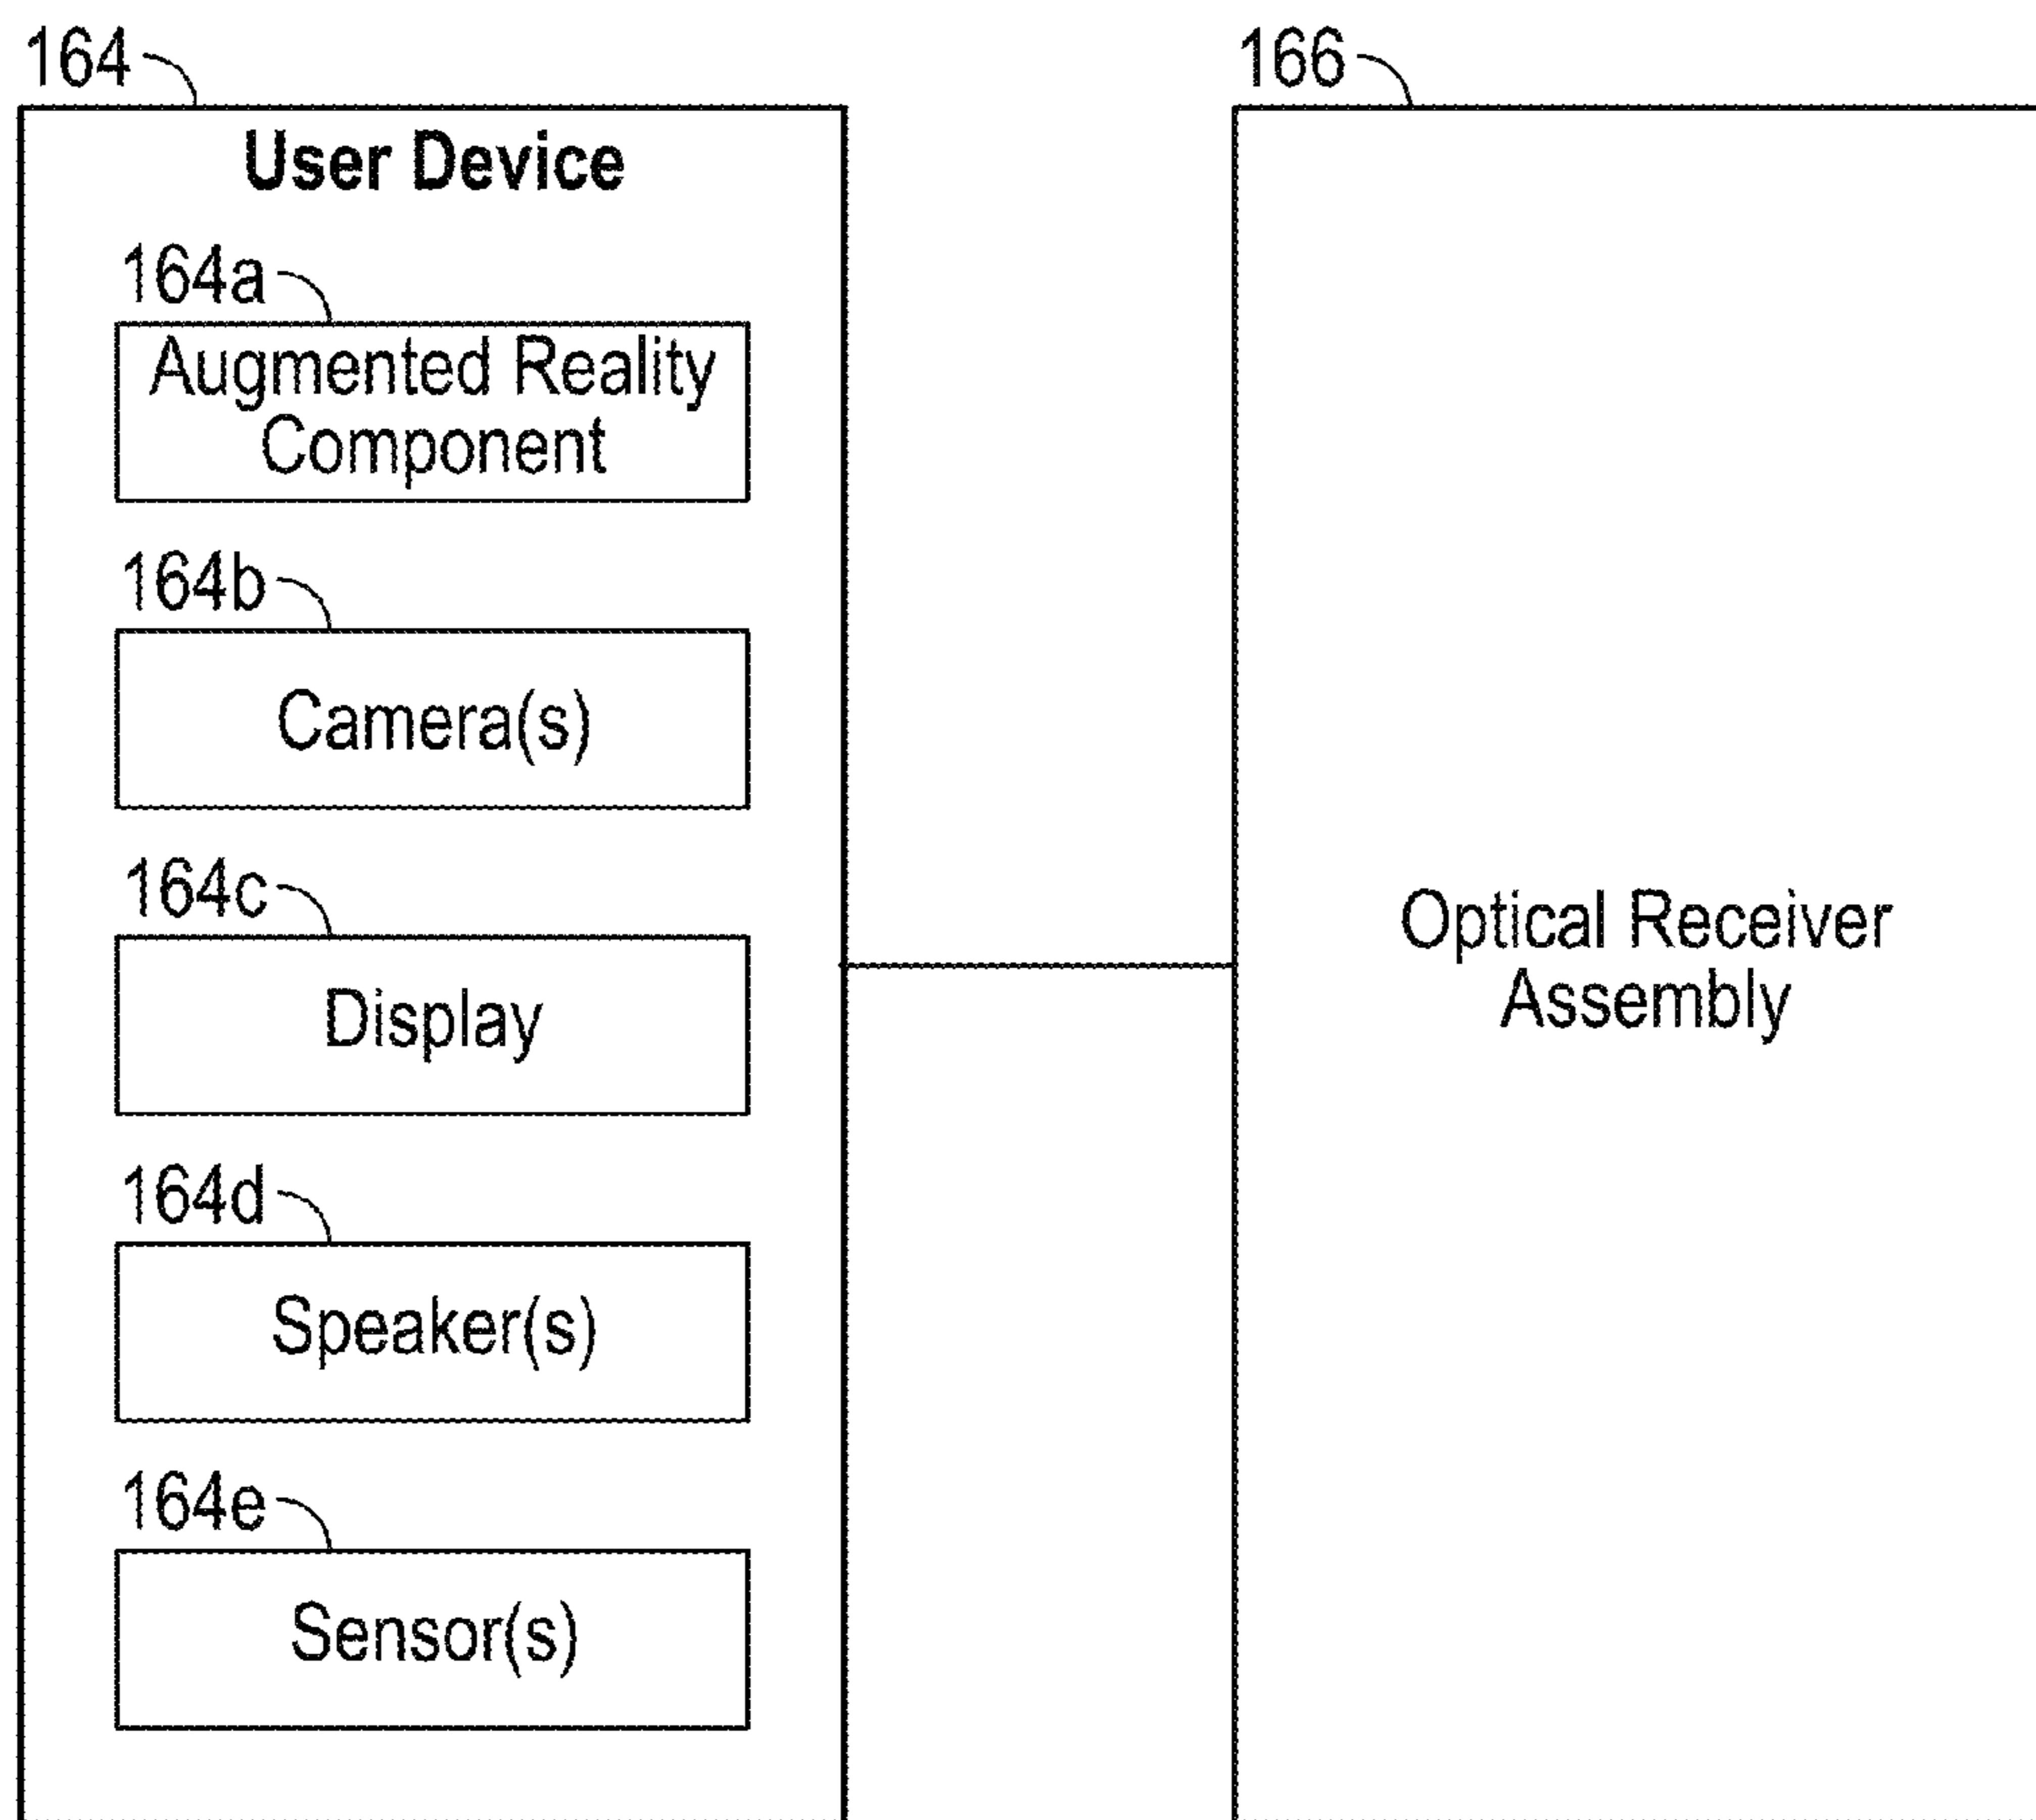 164
User Device
164a
Augmented Reality
Component
164b
Camera(s)
164c
Display
164d
Speaker(s)
164e
Sensor(s)
166
Optical Receiver
Assembly